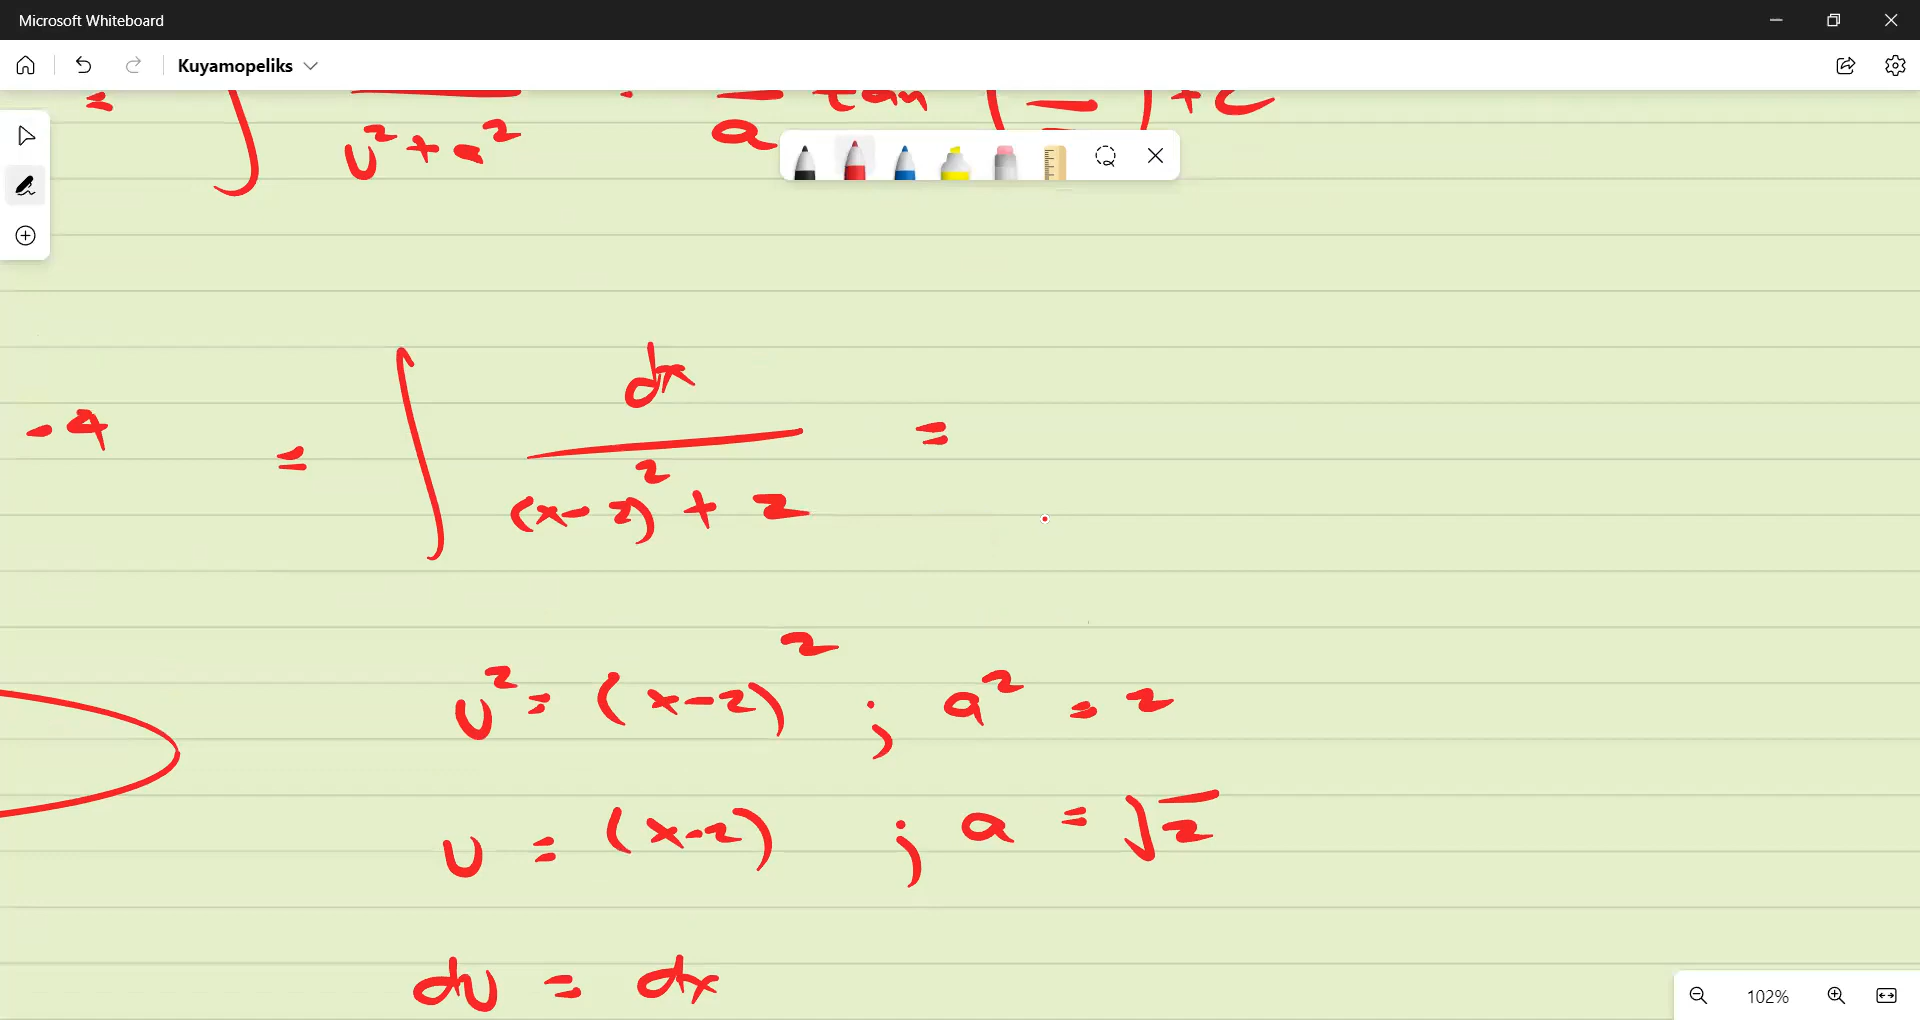 Microsoft Whiteboard
Kuyamopeliks
= ∫ / u² + a² = / a tan ( / ) + C
- 4 = ∫ dx / (x - 2)² + 2 =
u² = (x - 2)² ; a² = 2
u = (x - 2) ; a = √2
du = dx
102%